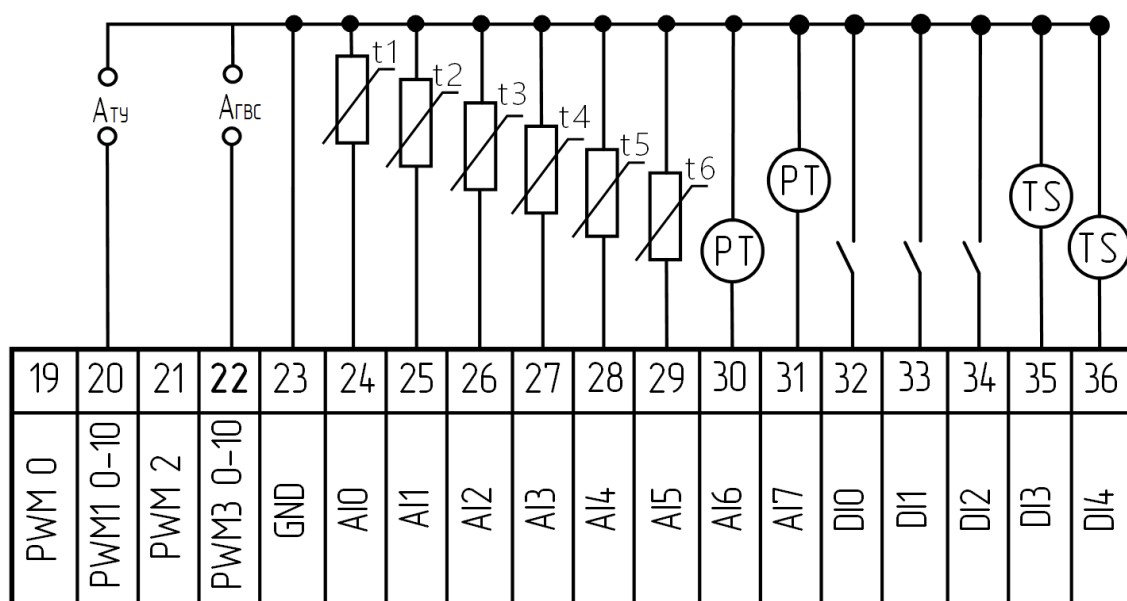 t1
t2
t3
t4
t5
t6
Aту
Aгвс
PT
PT
TS
TS
19 20 21 22 23 24 25 26 27 28 29 30 31 32 33 34 35 36
PWM 0
PWM1 0-10
PWM 2
PWM3 0-10
GND
AI0
AI1
AI2
AI3
AI4
AI5
AI6
AI7
DI0
DI1
DI2
DI3
DI4